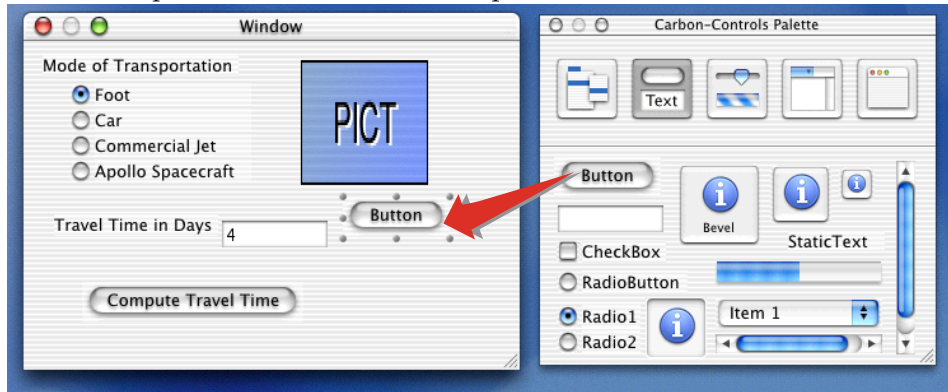 Window
Mode of Transportation
Foot
Car
Commercial Jet
Apollo Spacecraft
PICT
Travel Time in Days
4
Button
Compute Travel Time
Carbon-Controls Palette
Text
Button
Bevel
StaticText
CheckBox
RadioButton
Radio1
Item 1
Radio2